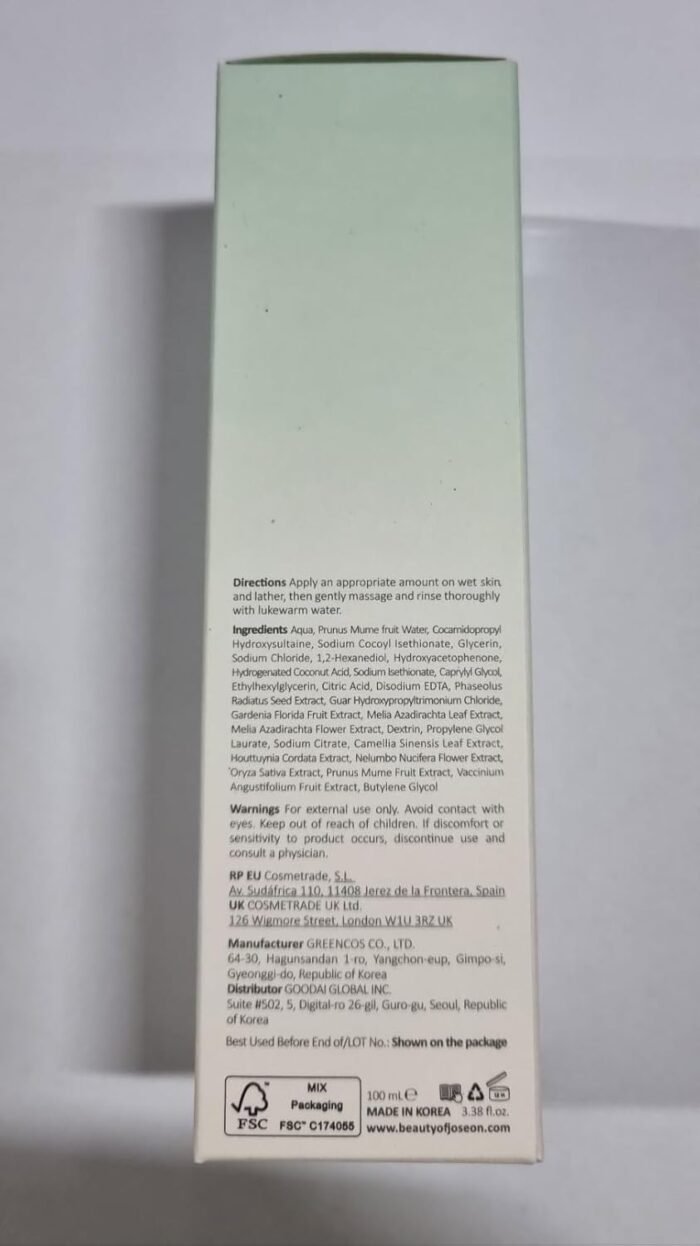 Directions Apply an appropriate amount on wet skin
and lather, then gently massage and rinse thoroughly
with lukewarm water.
Ingredients Aqua, Prunus Mume fruit Water, Cocamidopropyl
Hydroxysultaine, Sodium Cocoyl Isethionate, Glycerin,
Sodium Chloride, 1,2-Hexanediol, Hydroxyacetophenone,
Hydrogenated Coconut Acid, Sodium Isethionate, Caprylyl Glycol,
Ethylhexylglycerin, Citric Acid, Disodium EDTA, Phaseolus
Radiatus Seed Extract, Guar Hydroxypropyltrimonium Chloride,
Gardenia Florida Fruit Extract, Melia Azadirachta Leaf Extract,
Melia Azadirachta Flower Extract, Dextrin, Propylene Glycol
Laurate, Sodium Citrate, Camellia Sinensis Leaf Extract,
Houttuynia Cordata Extract, Nelumbo Nucifera Flower Extract,
Oryza Sativa Extract, Prunus Mume Fruit Extract, Vaccinium
Angustifolium Fruit Extract, Butylene Glycol
Warnings For external use only. Avoid contact with
eyes. Keep out of reach of children. If discomfort or
sensitivity to product occurs, discontinue use and
consult a physician.
RP EU Cosmetrade, S.L.
Av. Sudáfrica 110, 11408 Jerez de la Frontera, Spain
UK COSMETRADE UK Ltd.
126 Wigmore Street, London W1U 3RZ UK
Manufacturer GREENCOS CO., LTD.
64-30, Hagunsandan 1-ro, Yangchon-eup, Gimpo-si,
Gyeonggi-do, Republic of Korea
Distributor GOODAI GLOBAL INC.
Suite #502, 5, Digital-ro 26-gil, Guro-gu, Seoul, Republic
of Korea
Best Used Before End of/LOT No.: Shown on the package
MIX
Packaging
FSC FSC™ C174055
100 mL ℮
MADE IN KOREA 3.38 fl.oz.
www.beautyofjoseon.com